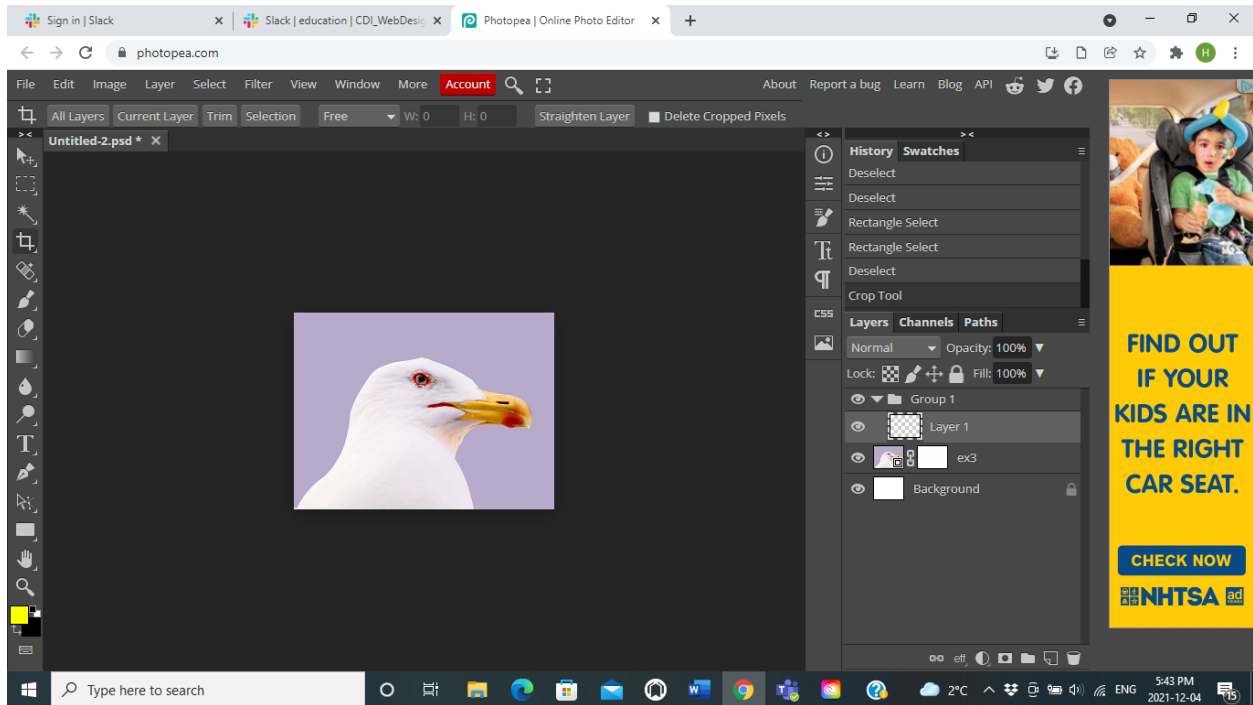 Sign in | Slack
Slack | education | CDI_WebDesig
Photopea | Online Photo Editor
photopea.com
H
File Edit Image Layer Select Filter View Window More Account
About Report a bug Learn Blog API
All Layers Current Layer Trim Selection Free W: 0 H: 0 Straighten Layer Delete Cropped Pixels
Untitled-2.psd *
History Swatches
Deselect
Deselect
Rectangle Select
Rectangle Select
Deselect
Crop Tool
CSS
Layers Channels Paths
Normal Opacity: 100%
Lock: Fill: 100%
Group 1
Layer 1
ex3
Background
eff
FIND OUT
IF YOUR
KIDS ARE IN
THE RIGHT
CAR SEAT.
CHECK NOW
NHTSA ad
Type here to search
2°C
ENG
5:43 PM
2021-12-04
15